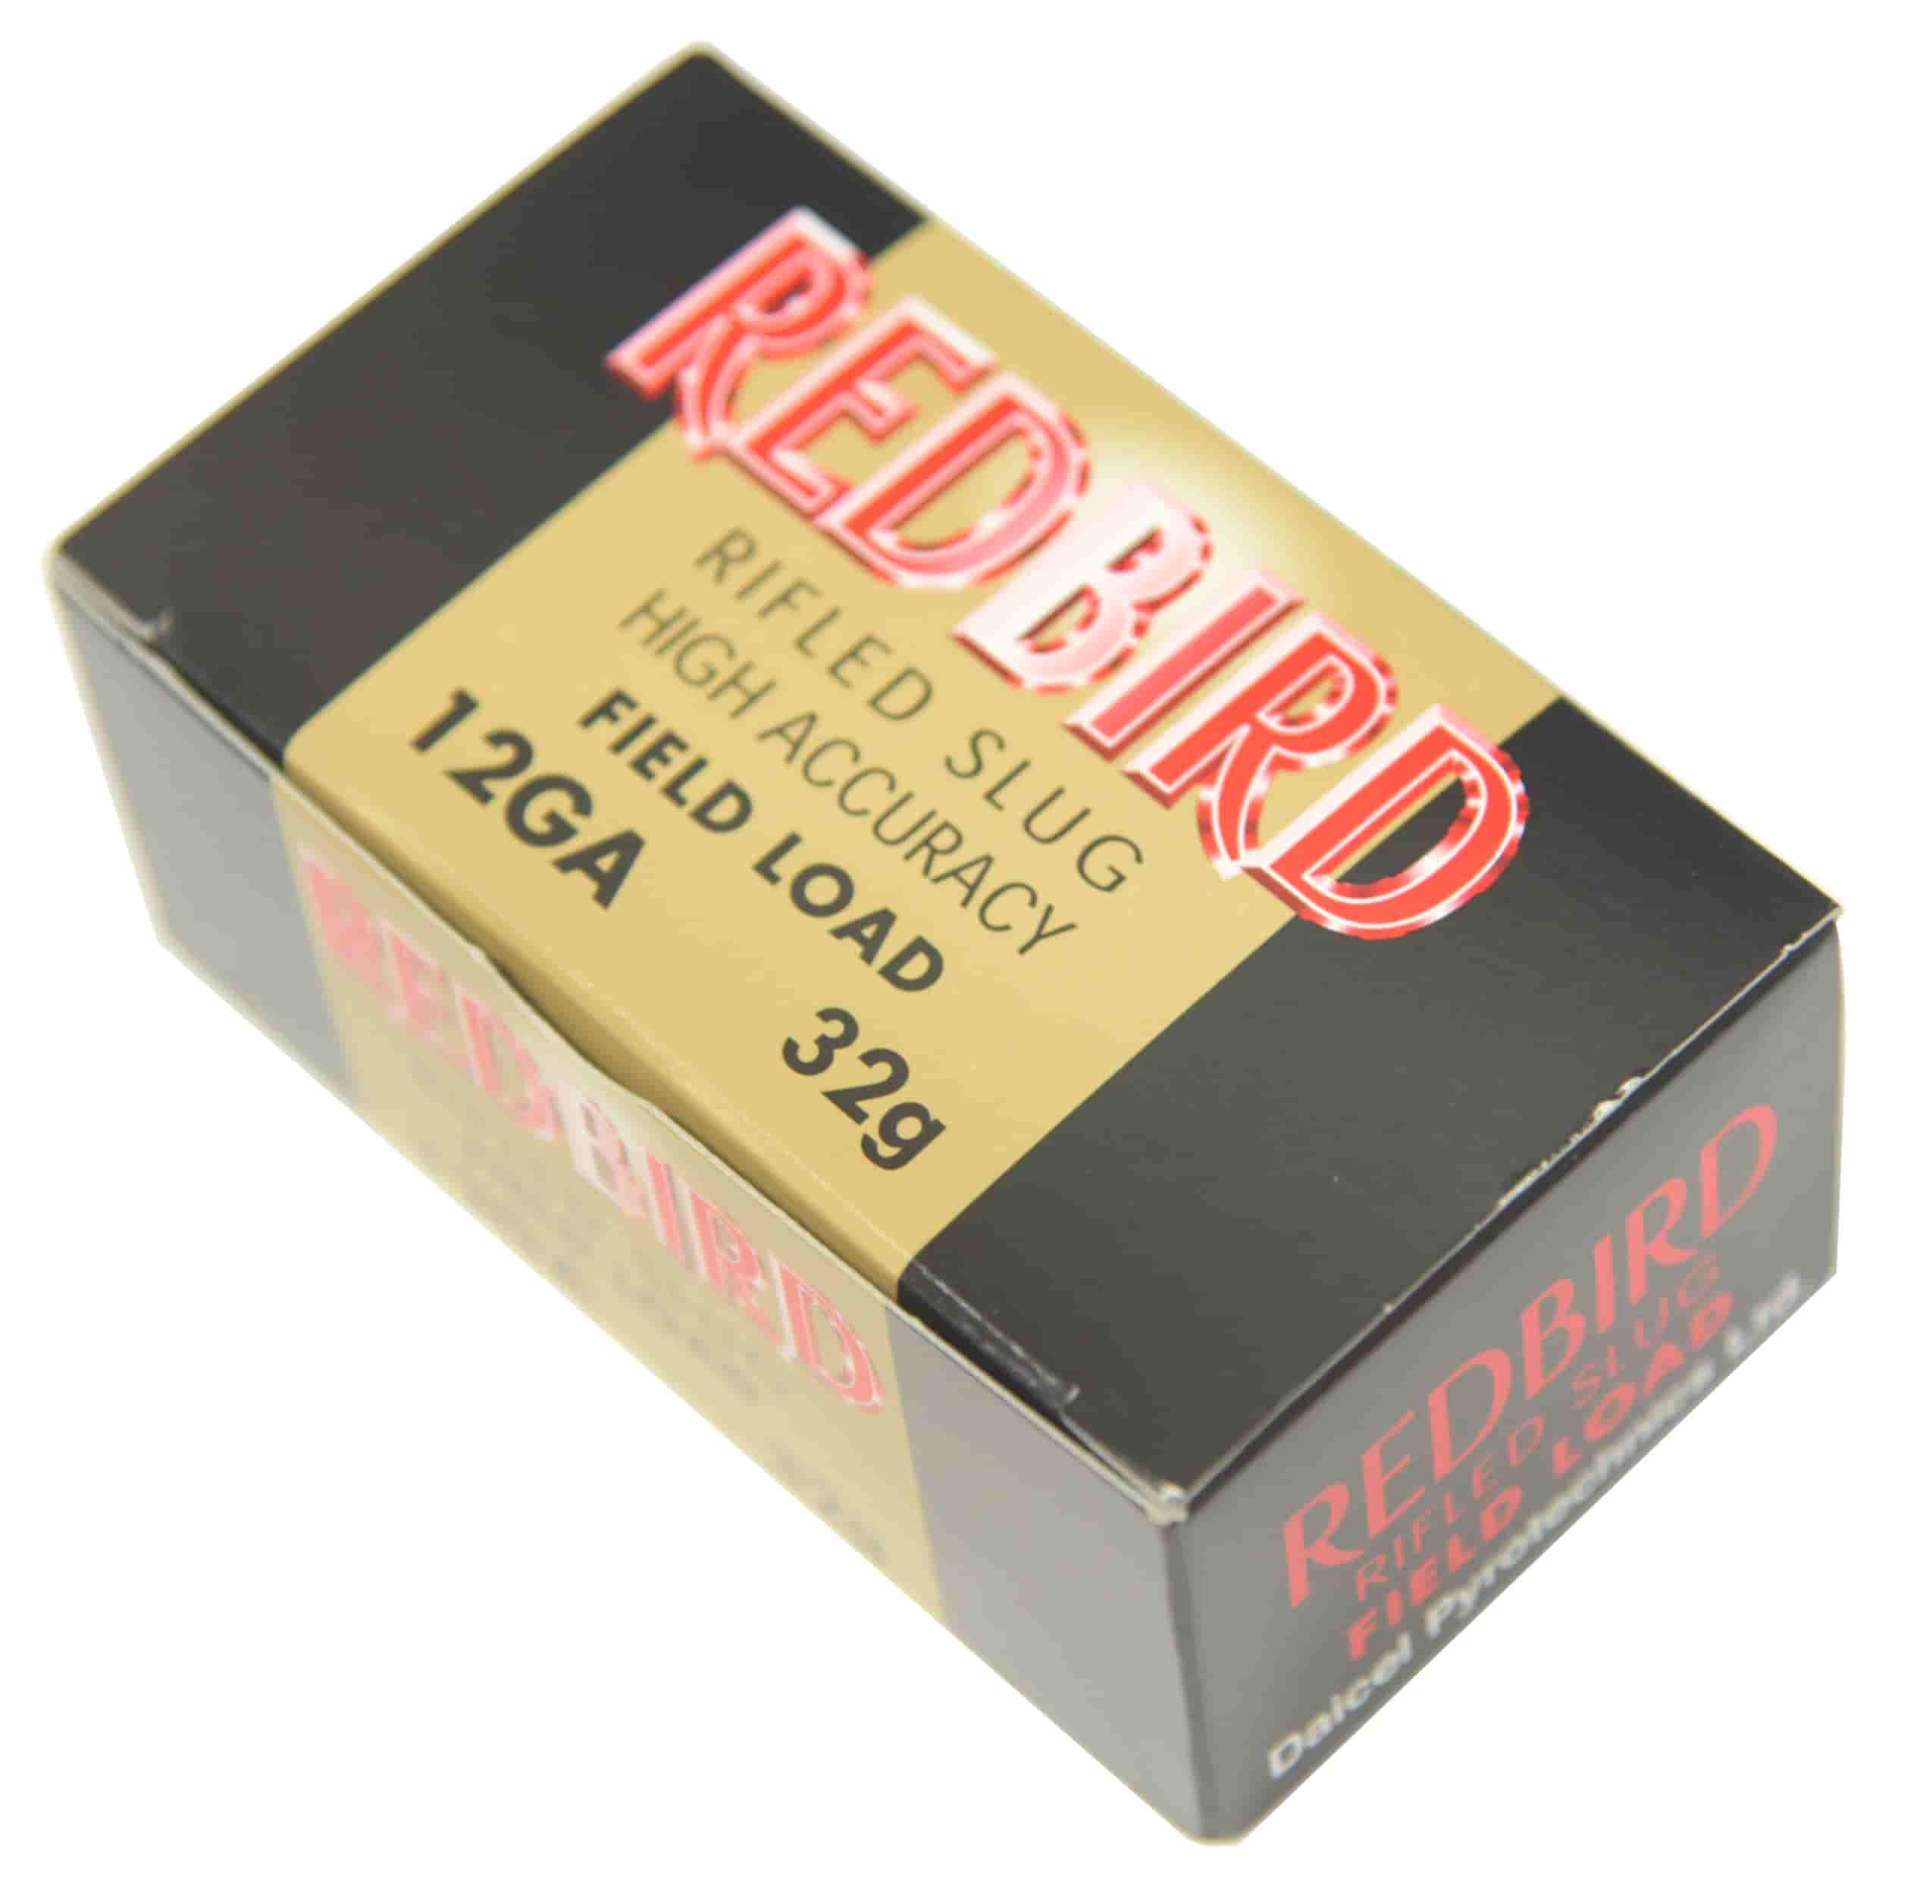 REDBIRD
RIFLED SLUG
HIGH ACCURACY
FIELD LOAD
12GA 32g
REDBIRD
REDBIRD
RIFLED SLUG
FIELD LOAD
Daicel Pyrotechnics Ltd